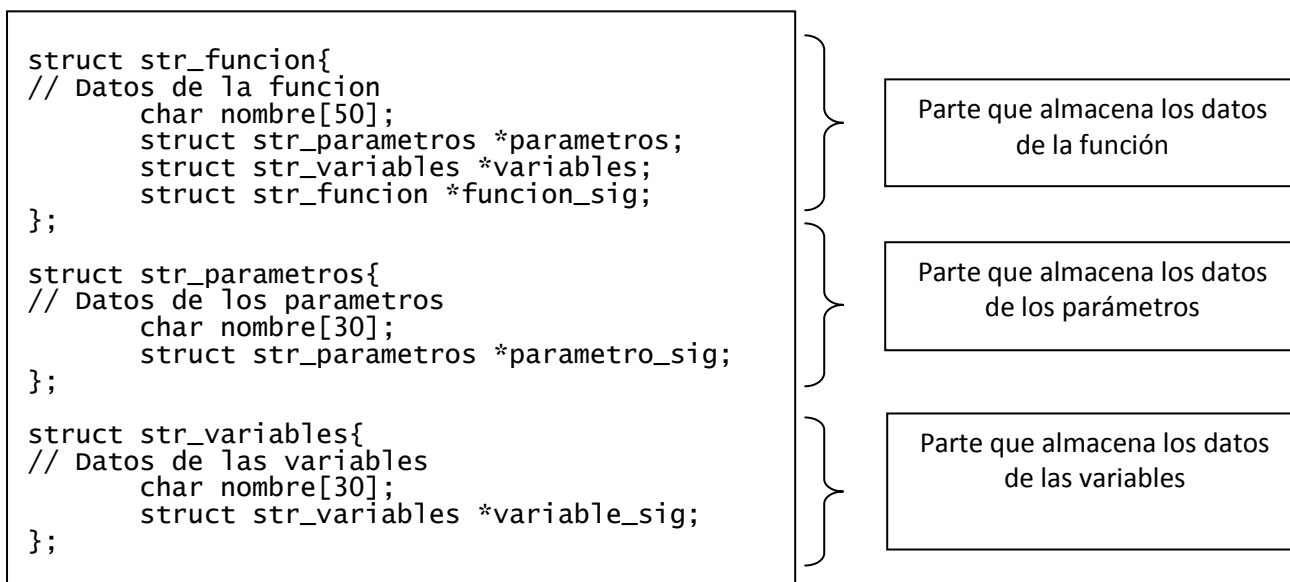 struct str_funcion{
// Datos de la funcion
char nombre[50];
struct str_parametros *parametros;
struct str_variables *variables;
struct str_funcion *funcion_sig;
};
struct str_parametros{
// Datos de los parametros
char nombre[30];
struct str_parametros *parametro_sig;
};
struct str_variables{
// Datos de las variables
char nombre[30];
struct str_variables *variable_sig;
};
Parte que almacena los datos
de la función
Parte que almacena los datos
de los parámetros
Parte que almacena los datos
de las variables